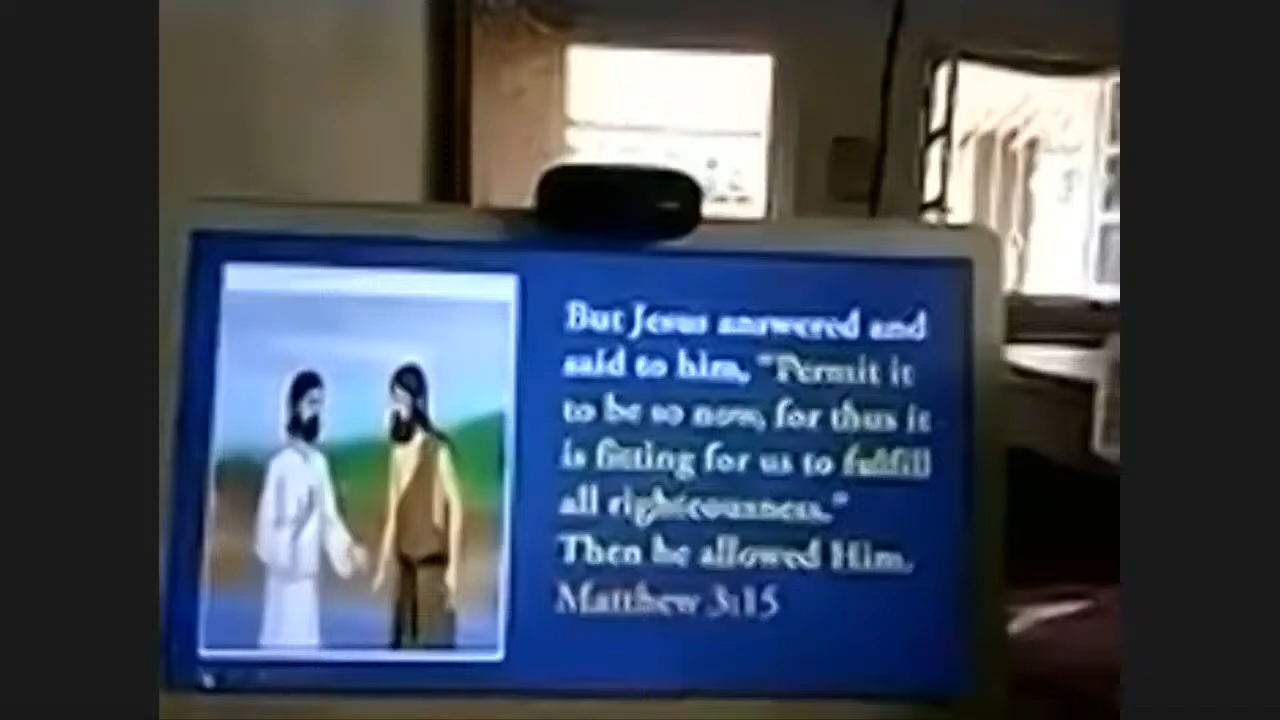 But Jesus answered and
said to him, "Permit it
to be so now, for thus it
is fitting for us to fulfill
all righteousness."
Then he allowed Him.
Matthew 3:15